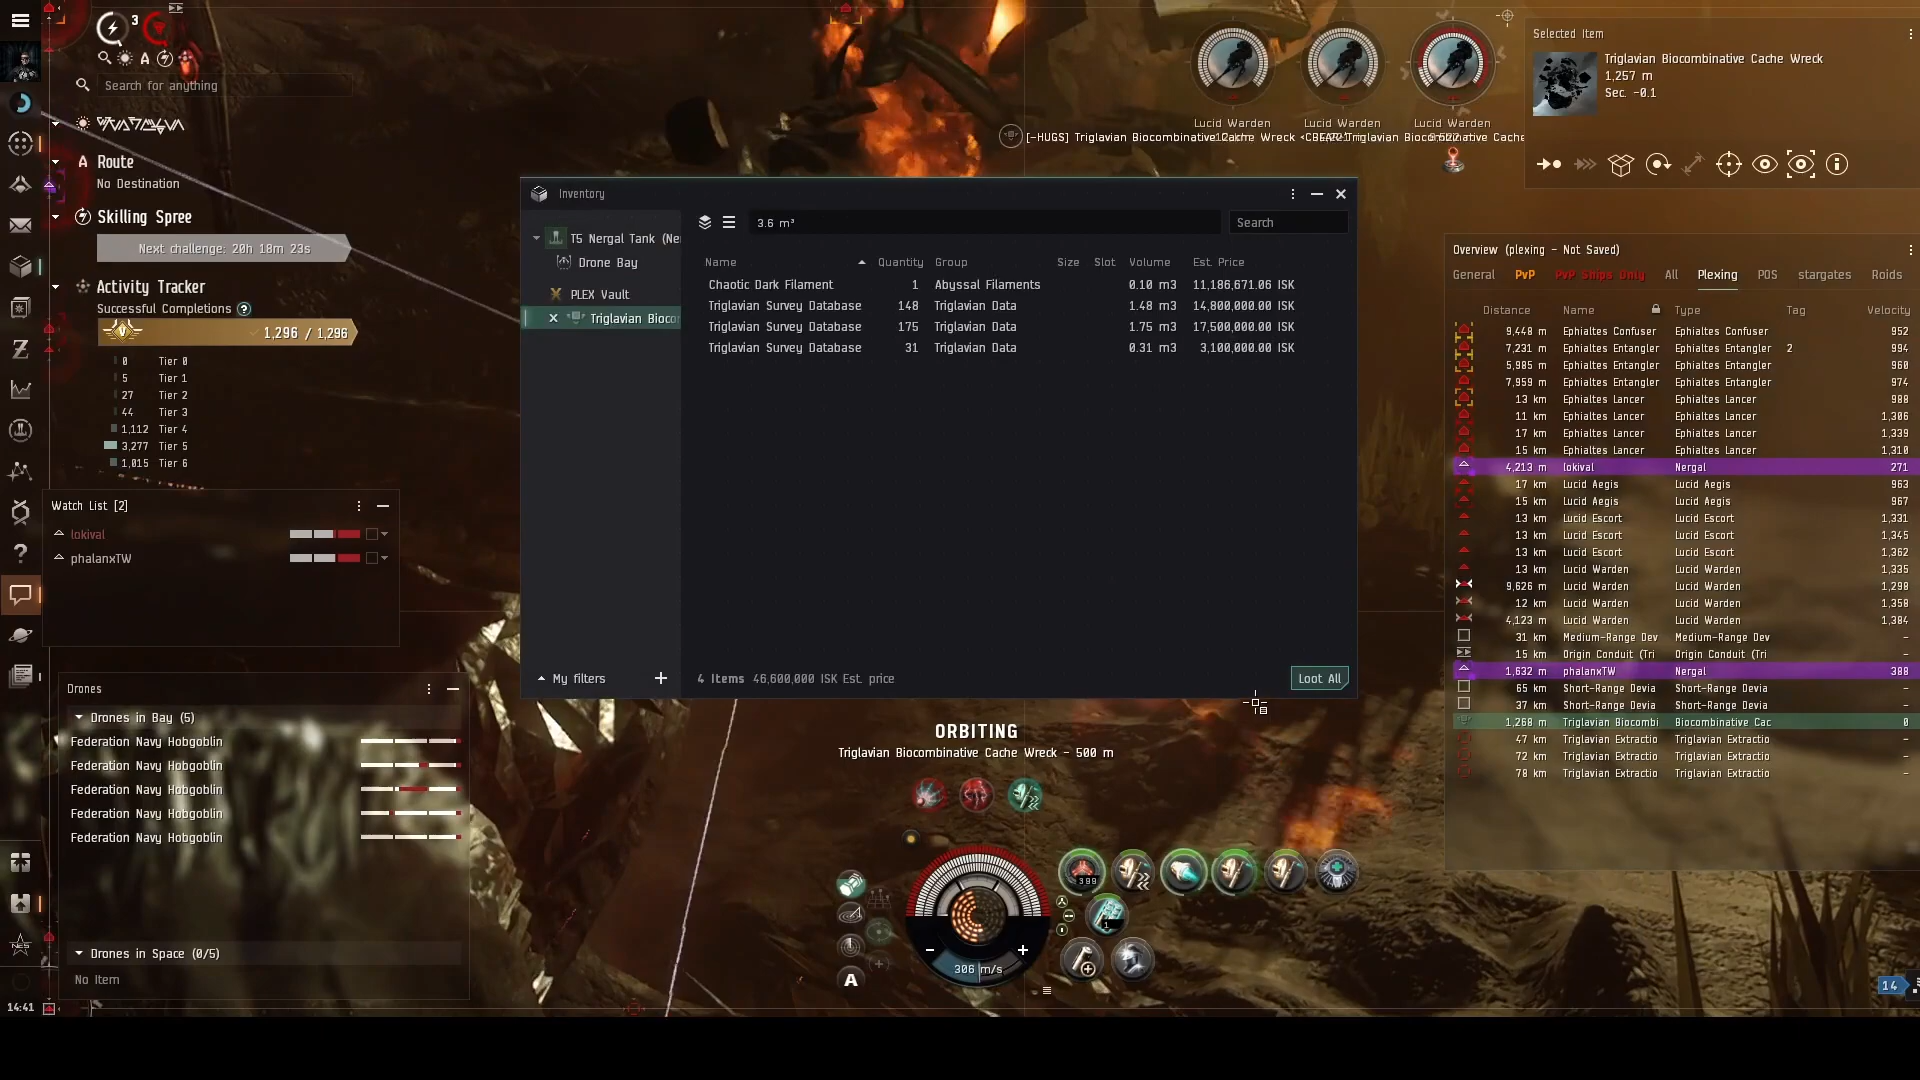 3
Search for anything
A Route
No Destination
Skilling Spree
Next challenge: 20h 18m 23s
Activity Tracker
Successful Completions ?
V 1,296 / 1,296
0 Tier 0
5 Tier 1
27 Tier 2
44 Tier 3
1,112 Tier 4
3,277 Tier 5
1,015 Tier 6
Watch List [2]
lokival
phalanxTW
Drones
Drones in Bay (5)
Federation Navy Hobgoblin
Federation Navy Hobgoblin
Federation Navy Hobgoblin
Federation Navy Hobgoblin
Federation Navy Hobgoblin
Drones in Space (0/5)
No Item
14:41
Lucid Warden Lucid Warden Lucid Warden
[-HUGS] Triglavian Biocombinative Cache Wreck
Inventory
T5 Nergal Tank (Ne
Drone Bay
PLEX Vault
Triglavian Bioco
My filters +
3.6 m³
Search
Name Quantity Group Size Slot Volume Est. Price
Chaotic Dark Filament 1 Abyssal Filaments 0.10 m3 11,186,671.06 ISK
Triglavian Survey Database 148 Triglavian Data 1.48 m3 14,800,000.00 ISK
Triglavian Survey Database 175 Triglavian Data 1.75 m3 17,500,000.00 ISK
Triglavian Survey Database 31 Triglavian Data 0.31 m3 3,100,000.00 ISK
4 Items 46,600,000 ISK Est. price
Loot All
ORBITING
Triglavian Biocombinative Cache Wreck - 500 m
399
1
306 m/s
A
Selected Item
Triglavian Biocombinative Cache Wreck
1,257 m
Sec. -0.1
Overview (plexing - Not Saved)
General PvP PvP Ships Only All Plexing POS stargates Roids
Distance Name Type Tag Velocity
9,448 m Ephialtes Confuser Ephialtes Confuser 952
7,231 m Ephialtes Entangler Ephialtes Entangler 2 994
5,985 m Ephialtes Entangler Ephialtes Entangler 960
7,959 m Ephialtes Entangler Ephialtes Entangler 974
13 km Ephialtes Lancer Ephialtes Lancer 988
11 km Ephialtes Lancer Ephialtes Lancer 1,306
17 km Ephialtes Lancer Ephialtes Lancer 1,339
15 km Ephialtes Lancer Ephialtes Lancer 1,310
4,213 m lokival Nergal 271
17 km Lucid Aegis Lucid Aegis 963
15 km Lucid Aegis Lucid Aegis 967
13 km Lucid Escort Lucid Escort 1,331
13 km Lucid Escort Lucid Escort 1,345
13 km Lucid Escort Lucid Escort 1,362
13 km Lucid Warden Lucid Warden 1,335
9,626 m Lucid Warden Lucid Warden 1,298
12 km Lucid Warden Lucid Warden 1,358
4,123 m Lucid Warden Lucid Warden 1,384
31 km Medium-Range Dev Medium-Range Dev -
15 km Origin Conduit (Tri Origin Conduit (Tri -
1,632 m phalanxTW Nergal 388
65 km Short-Range Devia Short-Range Devia -
37 km Short-Range Devia Short-Range Devia -
1,268 m Triglavian Biocombi Biocombinative Cac 0
47 km Triglavian Extractio Triglavian Extractio -
72 km Triglavian Extractio Triglavian Extractio -
78 km Triglavian Extractio Triglavian Extractio -
14